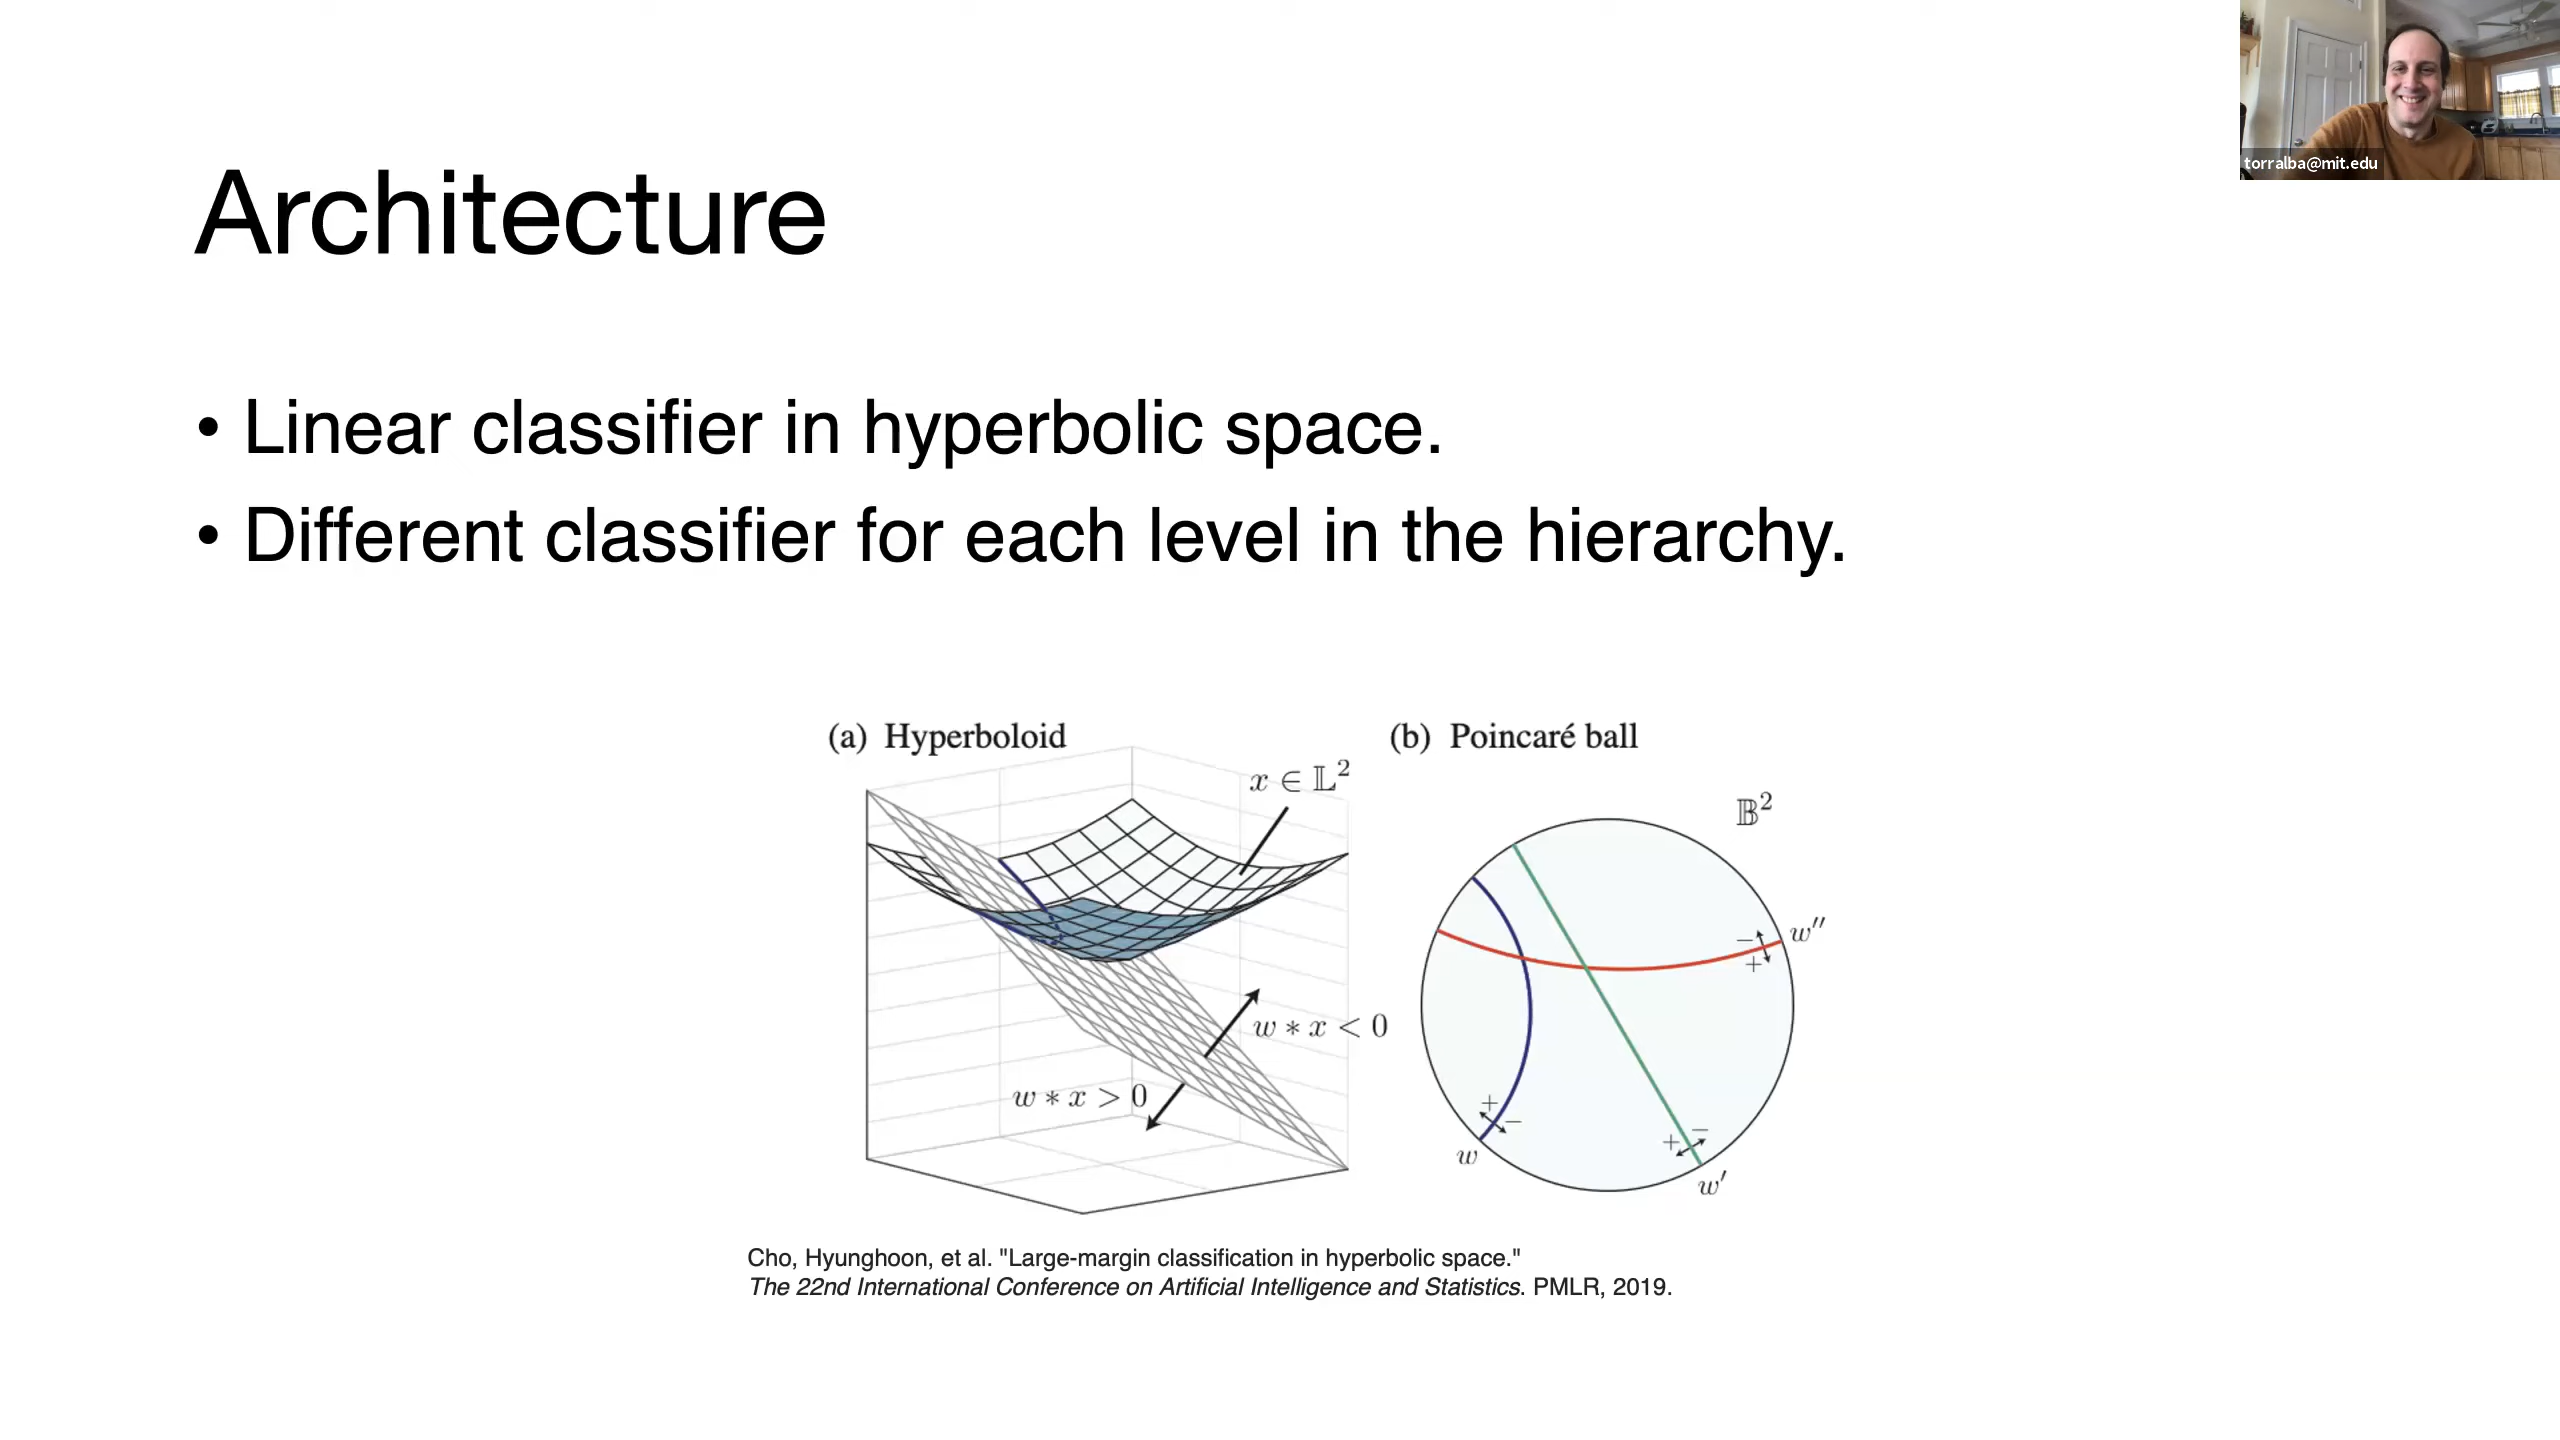 torralba@mit.edu
Architecture
• Linear classifier in hyperbolic space.
• Different classifier for each level in the hierarchy.
(a) Hyperboloid
x ∈ 𝕃²
w ∗ x < 0
w ∗ x > 0
(b) Poincaré ball
𝔹²
− w″
+
+
−
w
+ −
w′
Cho, Hyunghoon, et al. "Large-margin classification in hyperbolic space."
The 22nd International Conference on Artificial Intelligence and Statistics. PMLR, 2019.